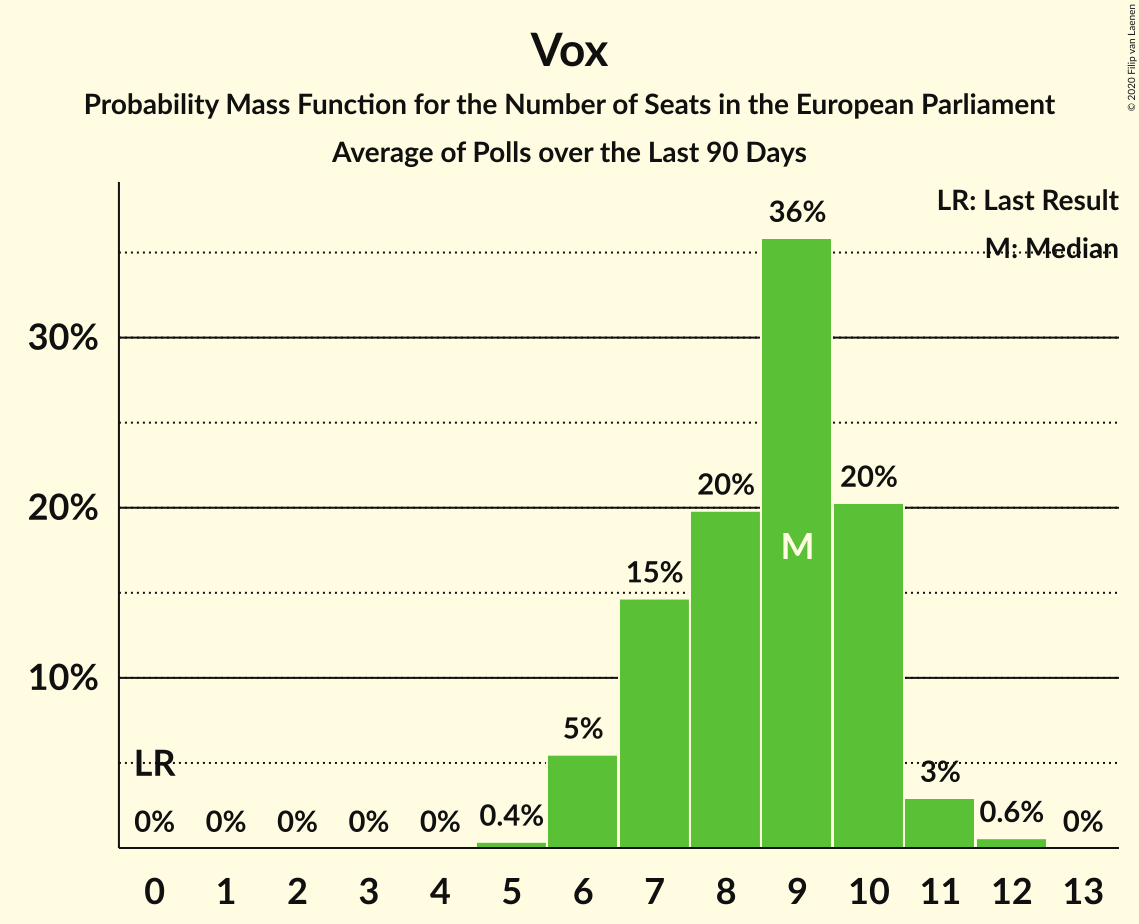 Vox
Probability Mass Function for the Number of Seats in the European Parliament
Average of Polls over the Last 90 Days
© 2020 Filip van Laenen
LR: Last Result
M: Median
30%
20%
10%
36%
20%
20%
M
15%
5%
LR
3%
0%
0%
0%
0%
0%
0.4%
0.6%
0%
0 1 2 3 4 5 6 7 8 9 10 11 12 13